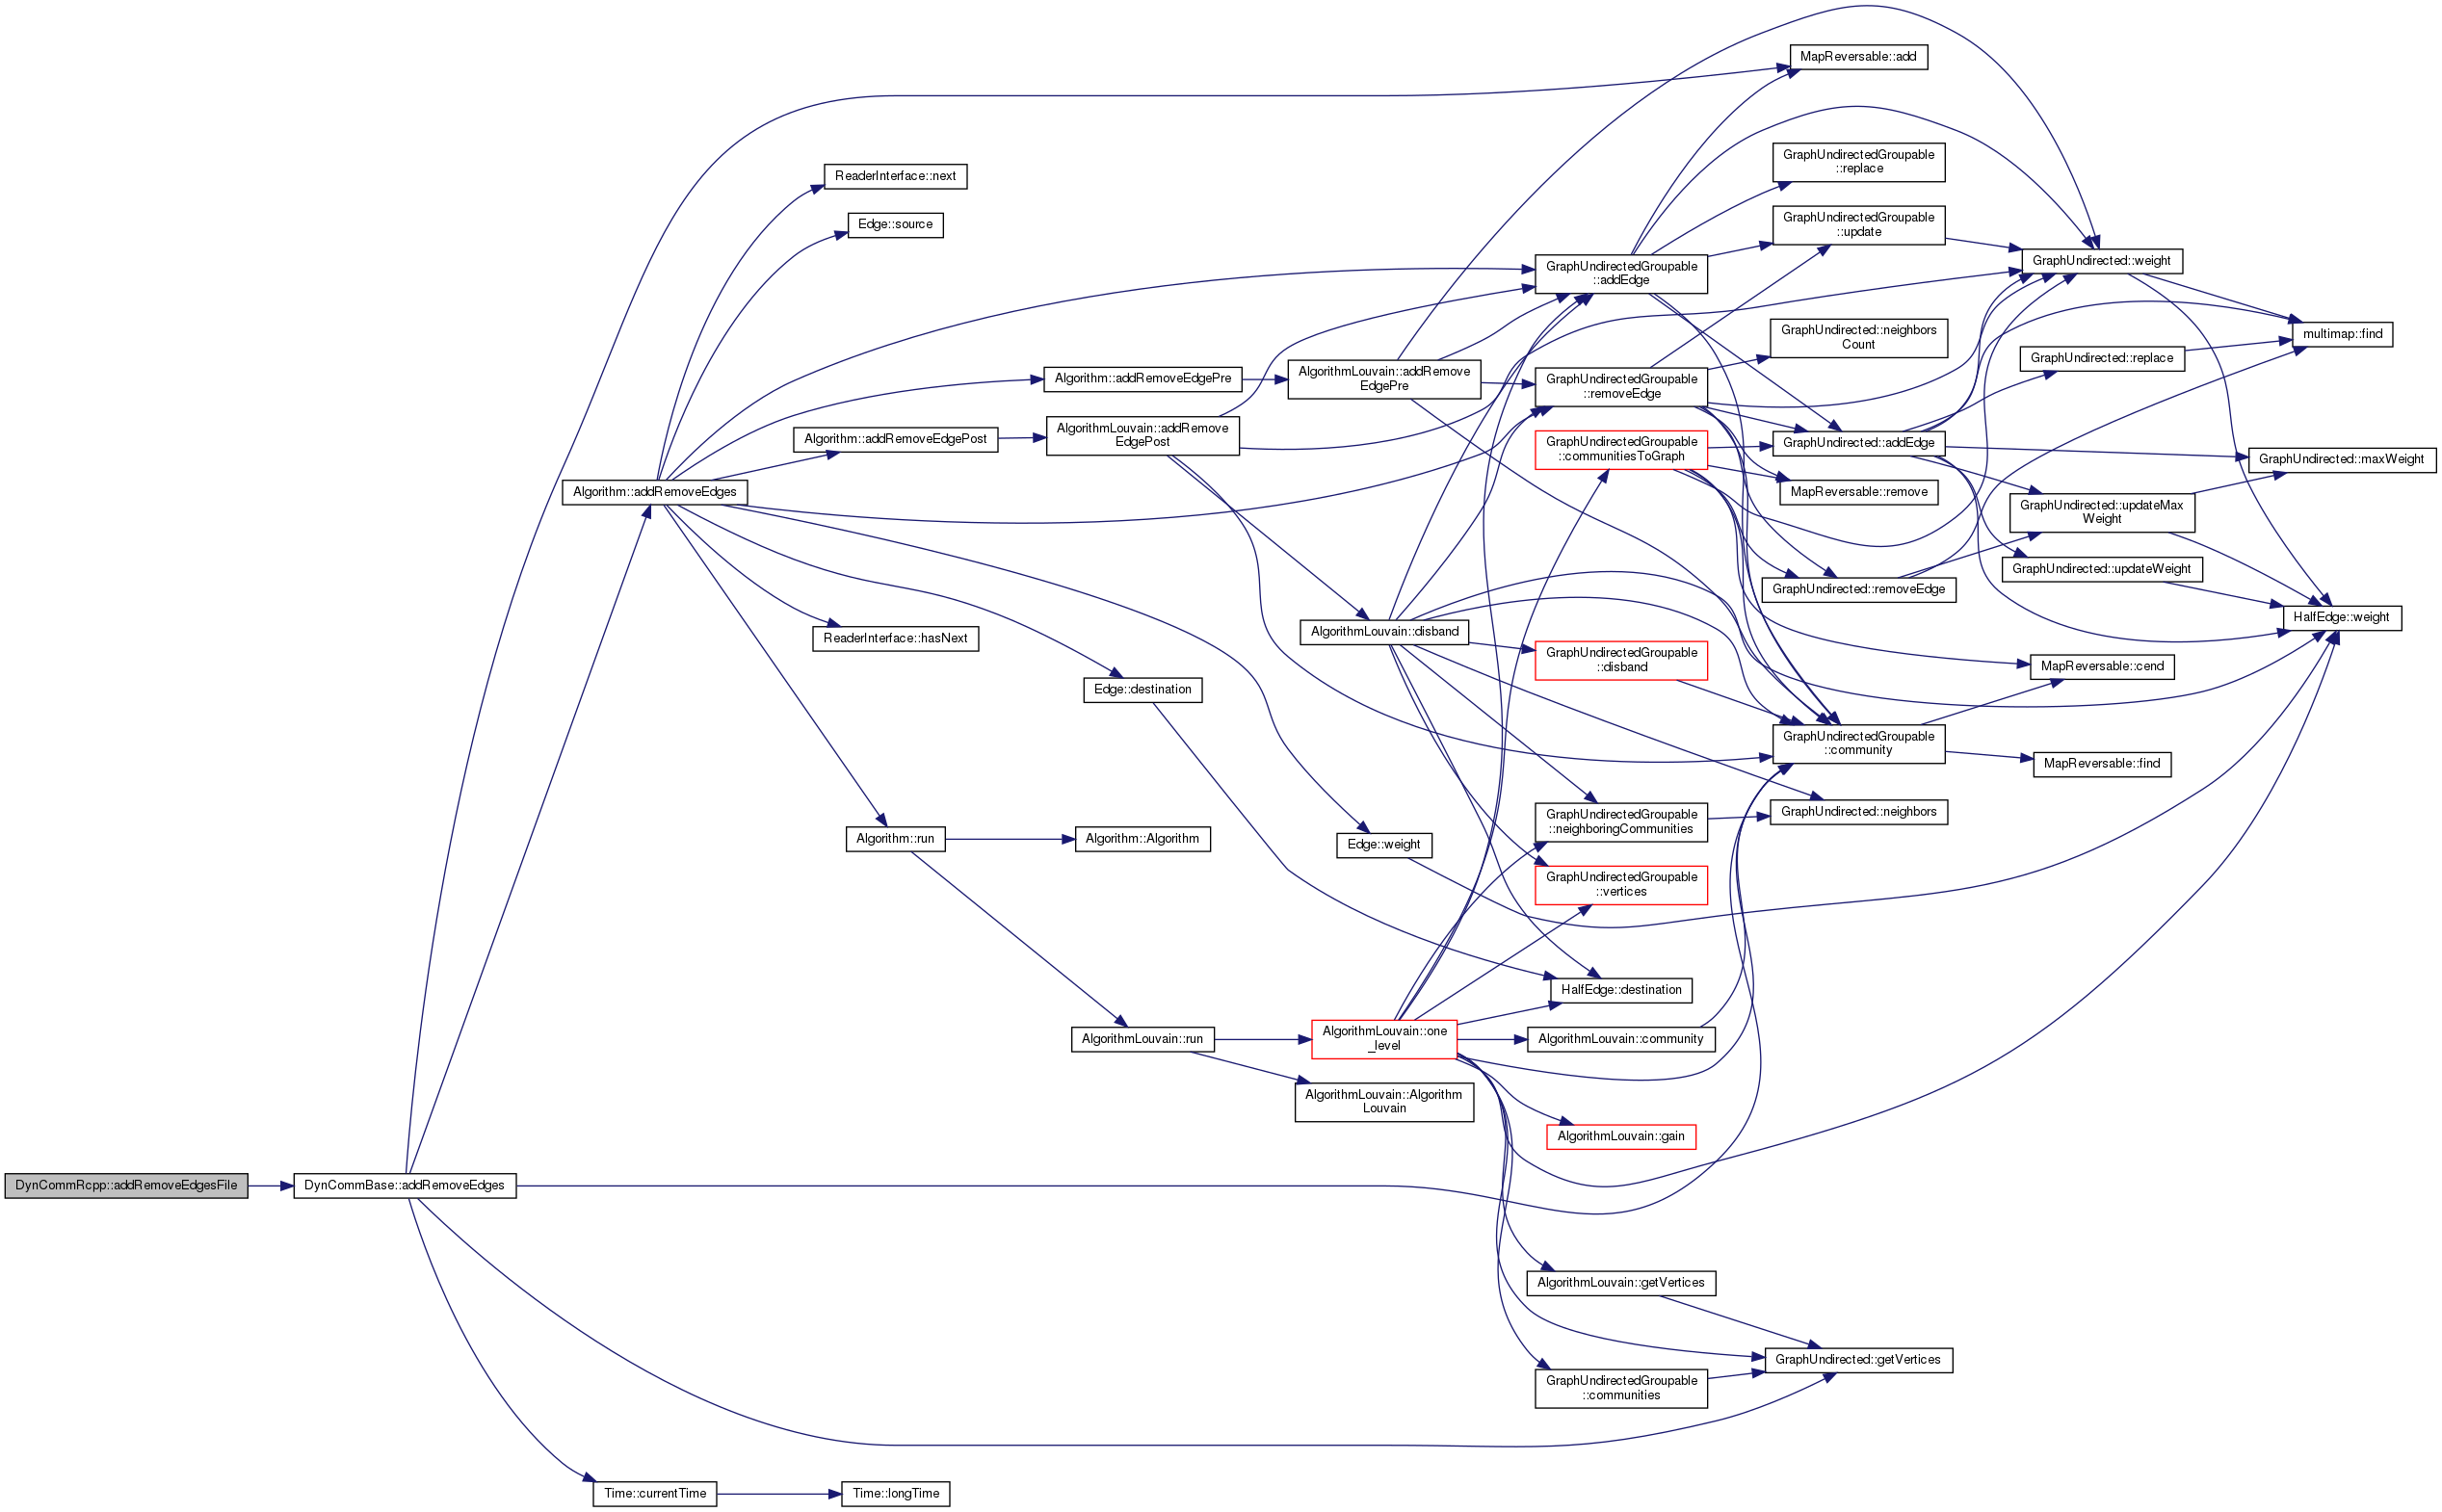 DynCommRcpp::addRemoveEdgesFile
DynCommBase::addRemoveEdges
Algorithm::addRemoveEdges
Time::currentTime
MapReversable::add
ReaderInterface::next
Edge::source
Algorithm::addRemoveEdgePre
Algorithm::addRemoveEdgePost
AlgorithmLouvain::addRemove
EdgePost
AlgorithmLouvain::addRemove
EdgePre
ReaderInterface::hasNext
Edge::destination
Algorithm::run
Algorithm::Algorithm
AlgorithmLouvain::run
Time::longTime
AlgorithmLouvain::disband
Edge::weight
AlgorithmLouvain::one
_level
AlgorithmLouvain::Algorithm
Louvain
GraphUndirectedGroupable
::addEdge
GraphUndirectedGroupable
::removeEdge
GraphUndirectedGroupable
::communitiesToGraph
GraphUndirectedGroupable
::disband
GraphUndirectedGroupable
::neighboringCommunities
GraphUndirectedGroupable
::vertices
HalfEdge::destination
AlgorithmLouvain::community
AlgorithmLouvain::gain
AlgorithmLouvain::getVertices
GraphUndirectedGroupable
::communities
GraphUndirectedGroupable
::replace
GraphUndirectedGroupable
::update
GraphUndirected::neighbors
Count
GraphUndirected::addEdge
MapReversable::remove
GraphUndirected::removeEdge
GraphUndirectedGroupable
::community
GraphUndirected::neighbors
GraphUndirected::getVertices
GraphUndirected::weight
GraphUndirected::replace
GraphUndirected::updateMax
Weight
GraphUndirected::updateWeight
MapReversable::cend
MapReversable::find
multimap::find
GraphUndirected::maxWeight
HalfEdge::weight